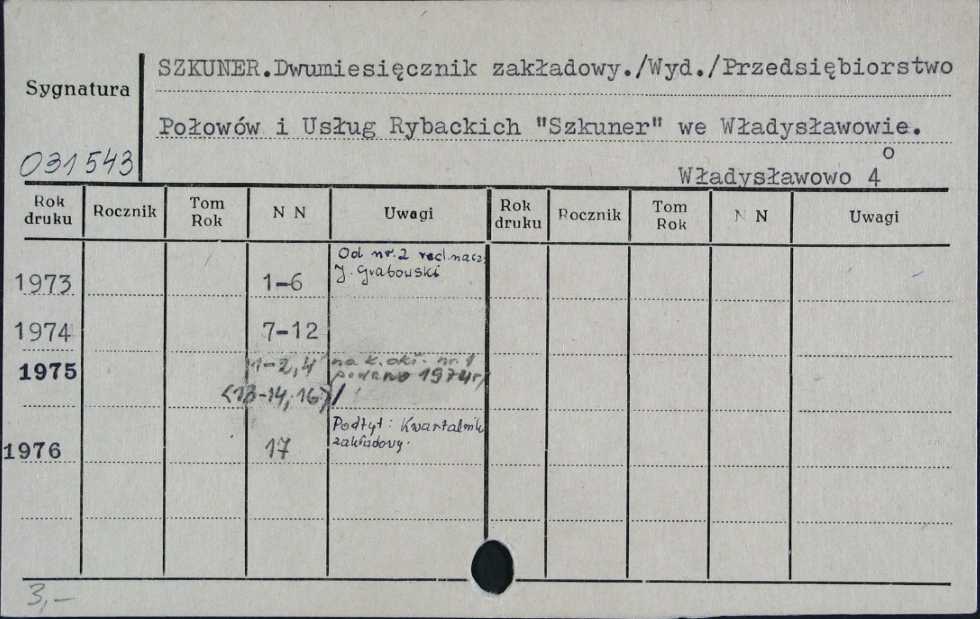 Sygnatura
031543
SZKUNER.Dwumiesięcznik zakładowy./Wyd./Przedsiębiorstwo
Połowów i Usług Rybackich "Szkuner" we Władysławowie.
Władysławowo 4°
Rok druku Rocznik Tom Rok N N Uwagi Rok druku Rocznik Tom Rok N N Uwagi
1973 1-6 Od nr. 2 red nacz.
J. Grabowski
1974 7-12
1975 1-2,4 na k. okł. nr. 1
podano 1974r/
<13-14,16>/
1976 17 Podtyt: Kwartalnik
zakładowy.
3,-